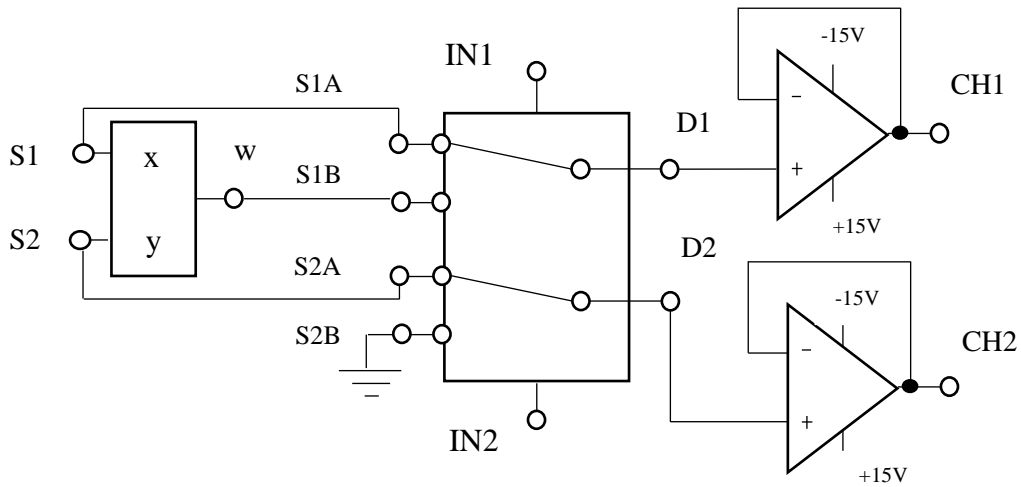 -15V
IN1
CH1
S1A
D1
S1
x
w
−
+
S1B
y
S2
+15V
S2A
D2
-15V
S2B
CH2
−
IN2
+
+15V